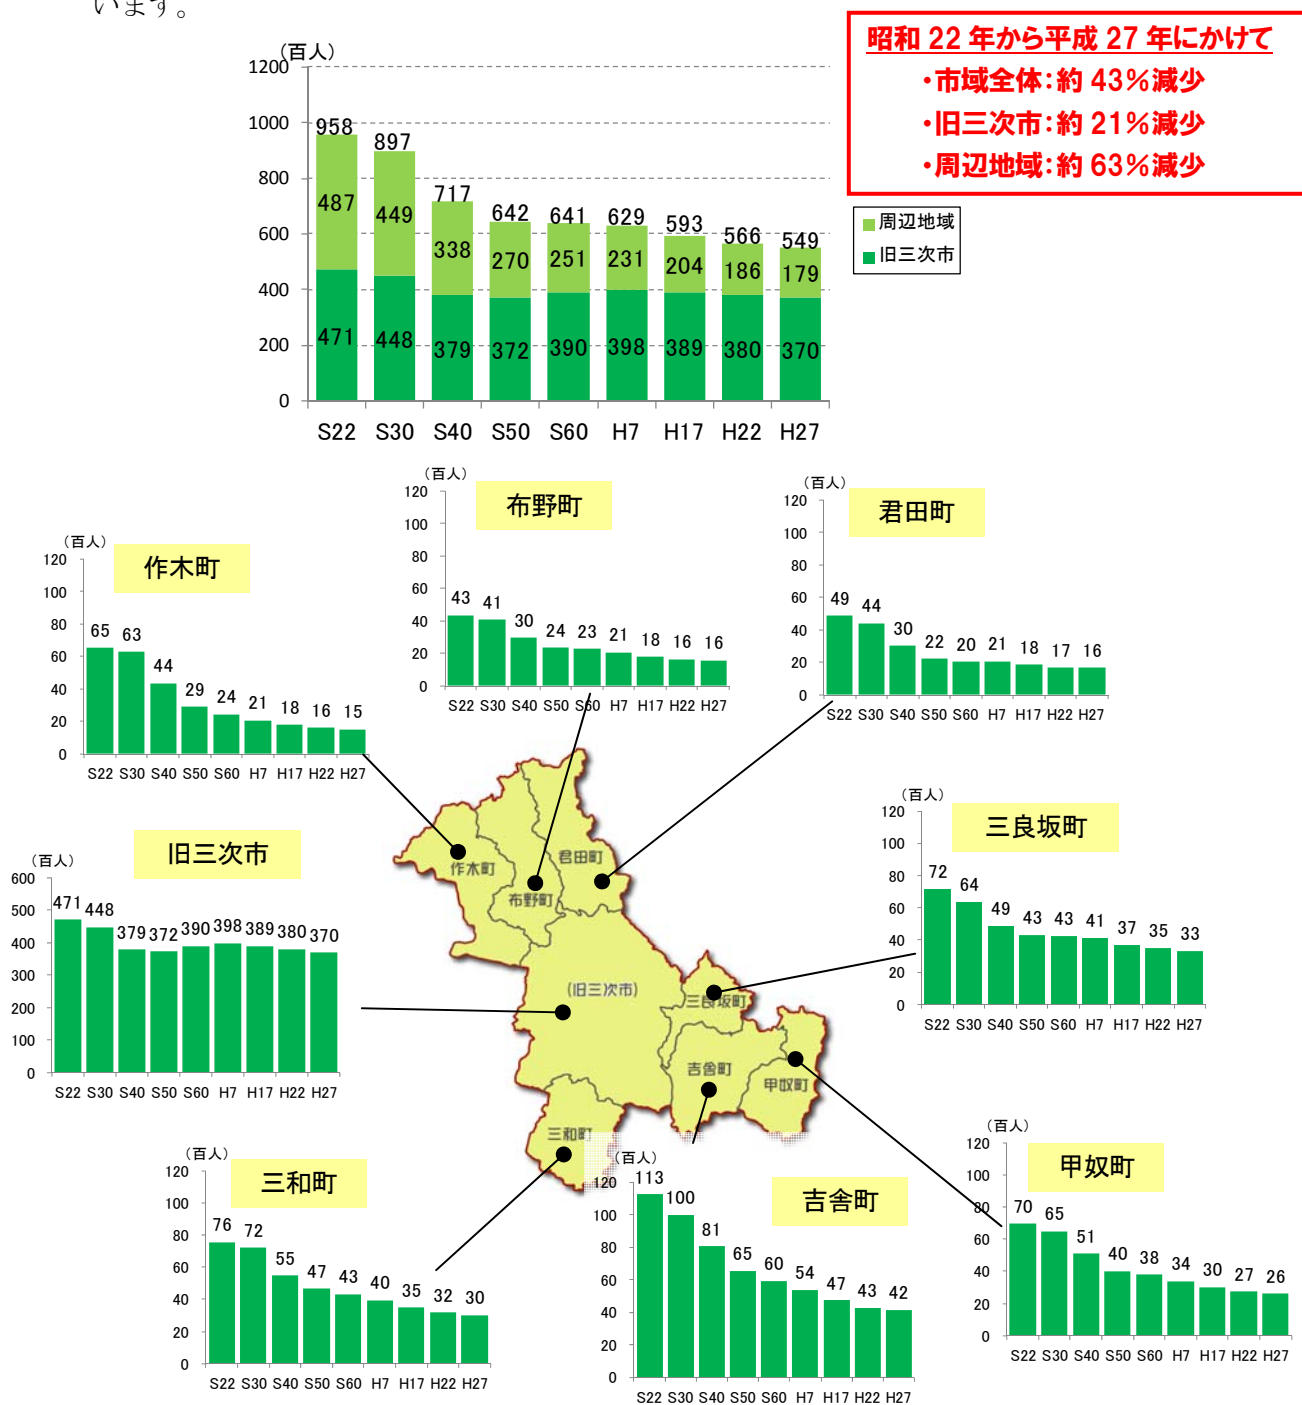 います。
昭和 22 年から平成 27 年にかけて
・市域全体：約 43％減少
・旧三次市：約 21％減少
・周辺地域：約 63％減少
（百人）
1200
1000
800
600
400
200
0
958 897 717 642 641 629 593 566 549
487 449 338 270 251 231 204 186 179
471 448 379 372 390 398 389 380 370
S22 S30 S40 S50 S60 H7 H17 H22 H27
周辺地域
旧三次市
布野町
（百人）
120
100
80
60
40
20
0
43 41 30 24 23 21 18 16 16
S22 S30 S40 S50 S60 H7 H17 H22 H27
君田町
（百人）
120
100
80
60
40
20
0
49 44 30 22 20 21 18 17 16
S22 S30 S40 S50 S60 H7 H17 H22 H27
作木町
（百人）
120
100
80
60
40
20
0
65 63 44 29 24 21 18 16 15
S22 S30 S40 S50 S60 H7 H17 H22 H27
三良坂町
（百人）
120
100
80
60
40
20
0
72 64 49 43 43 41 37 35 33
S22 S30 S40 S50 S60 H7 H17 H22 H27
旧三次市
（百人）
600
500
400
300
200
100
0
471 448 379 372 390 398 389 380 370
S22 S30 S40 S50 S60 H7 H17 H22 H27
作木町
布野町
君田町
(旧三次市)
三良坂町
吉舎町
甲奴町
三和町
三和町
（百人）
120
100
80
60
40
20
0
76 72 55 47 43 40 35 32 30
S22 S30 S40 S50 S60 H7 H17 H22 H27
吉舎町
（百人）
120
100
80
60
40
20
0
113 100 81 65 60 54 47 43 42
S22 S30 S40 S50 S60 H7 H17 H22 H27
甲奴町
（百人）
120
100
80
60
40
20
0
70 65 51 40 38 34 30 27 26
S22 S30 S40 S50 S60 H7 H17 H22 H27